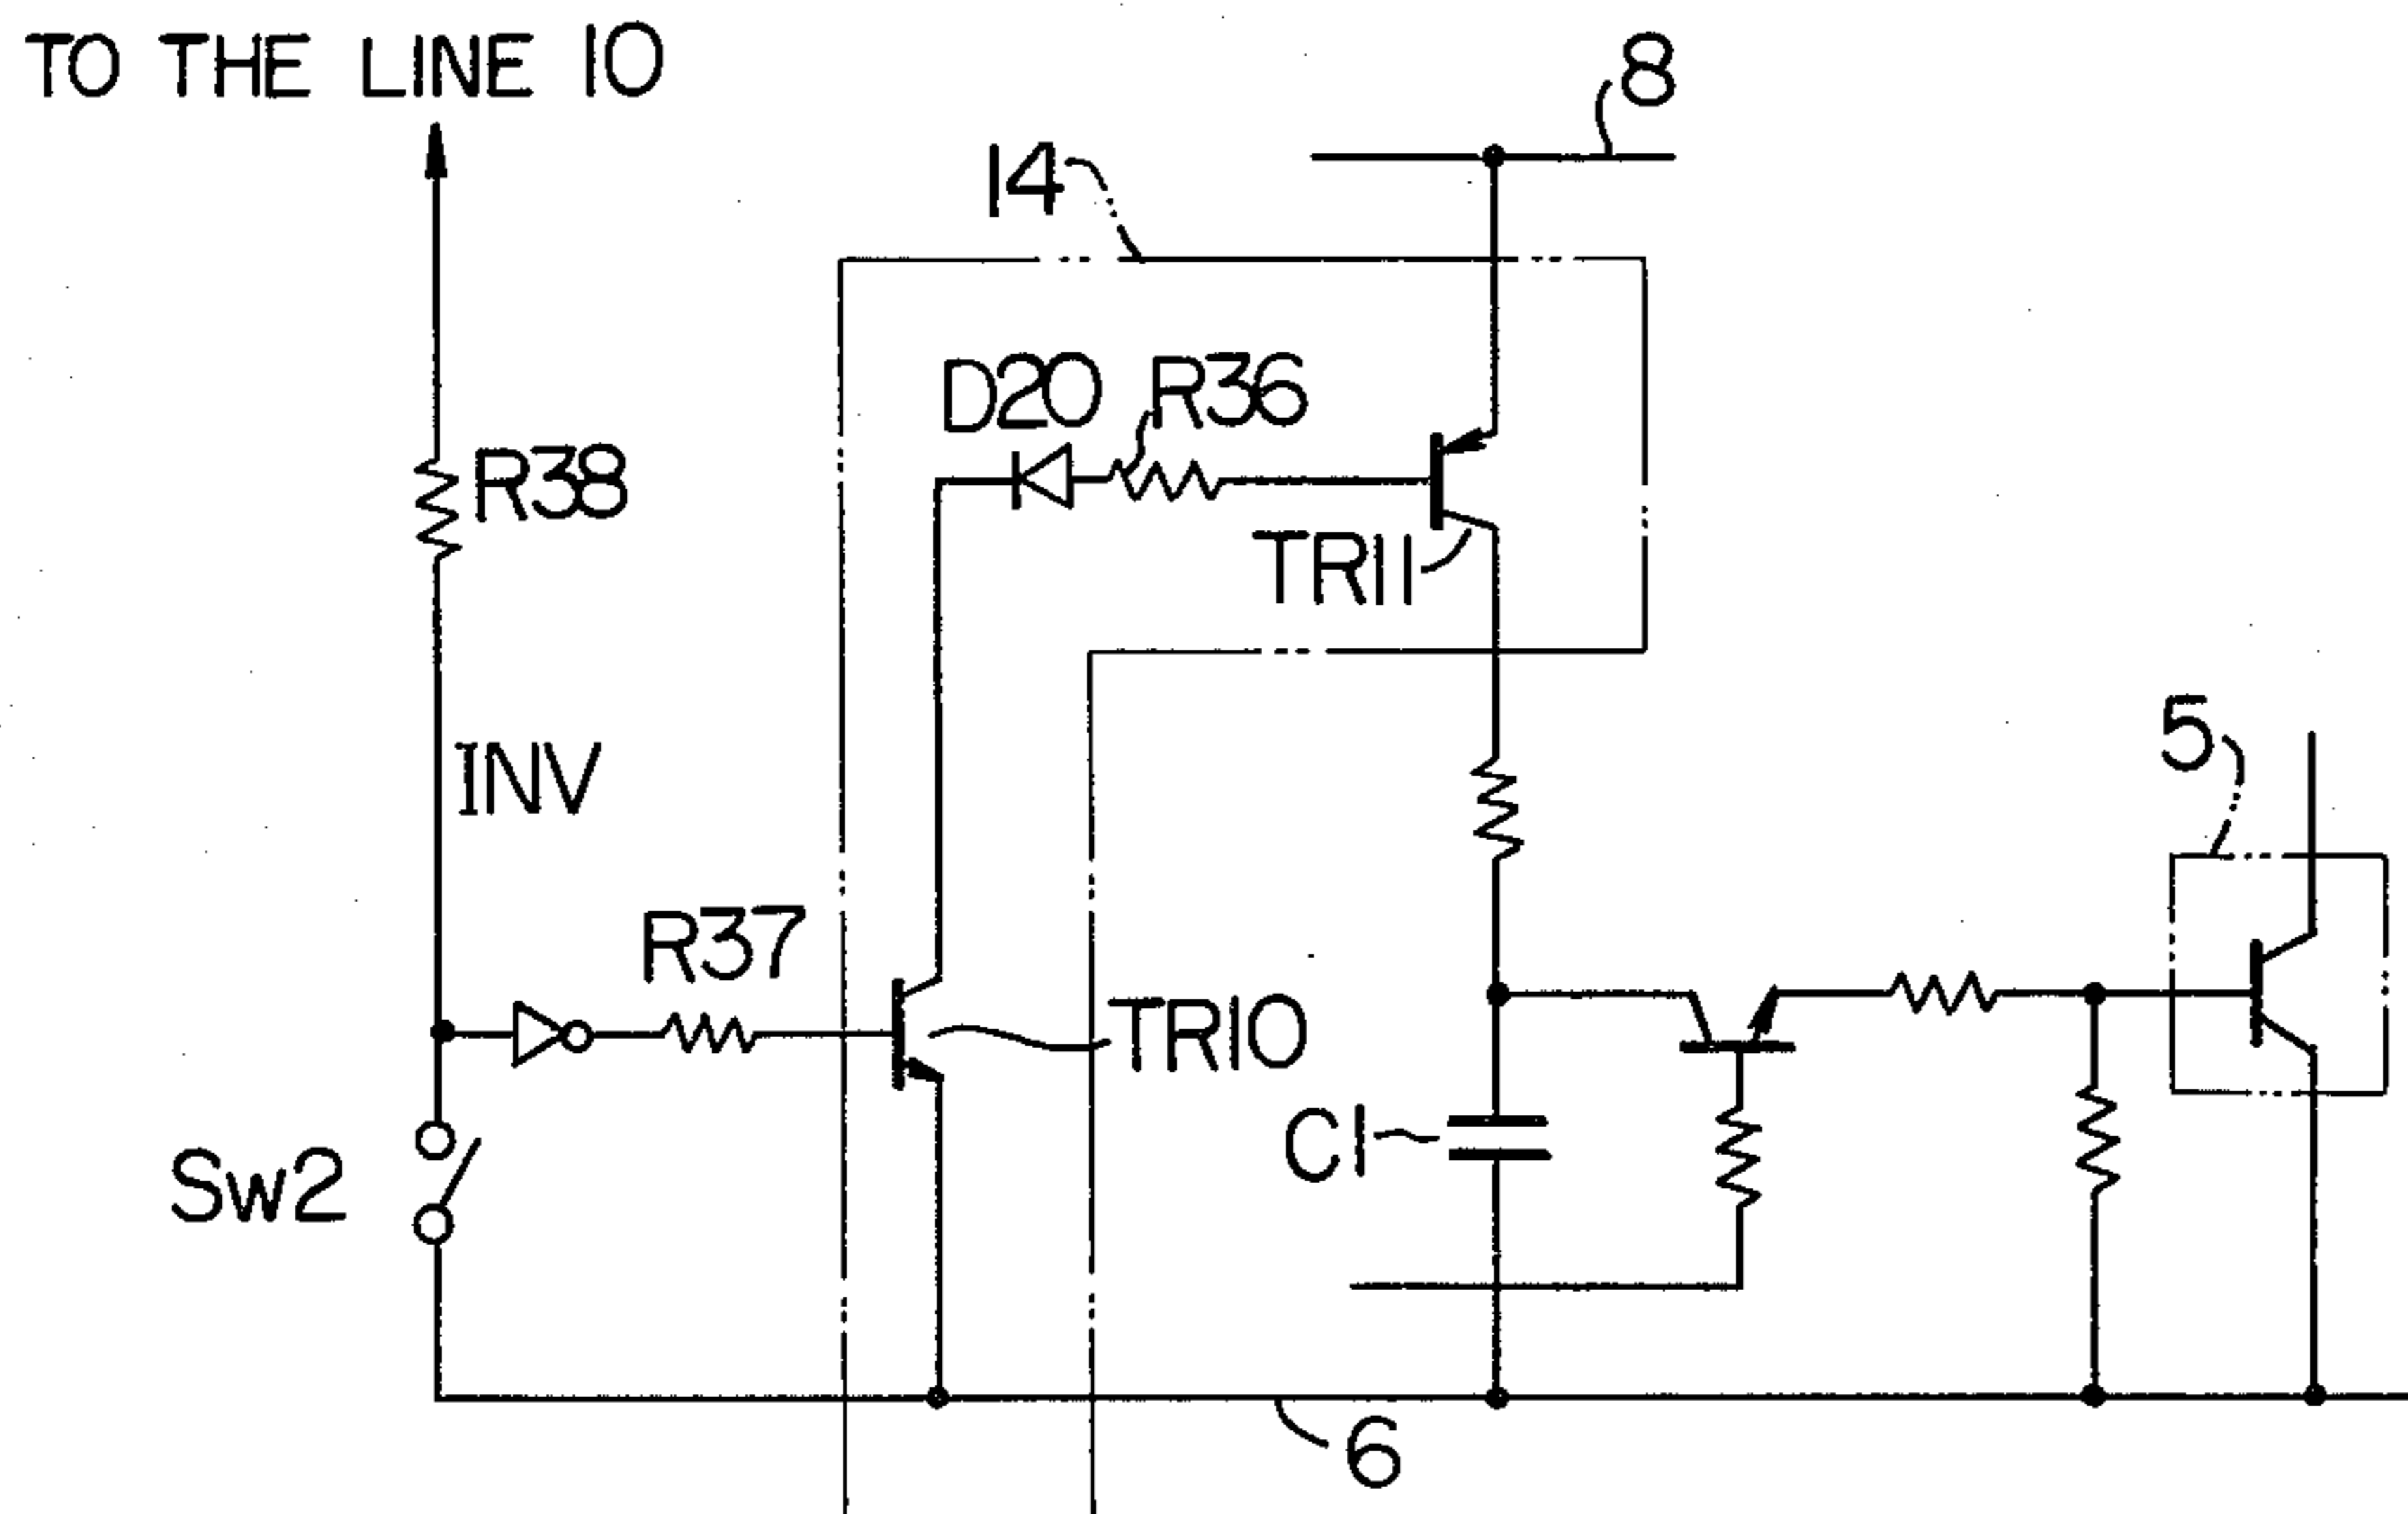 TO THE LINE 10
8
14
D20
R36
R38
TR11
5
INV
R37
TR10
C1
SW2
6